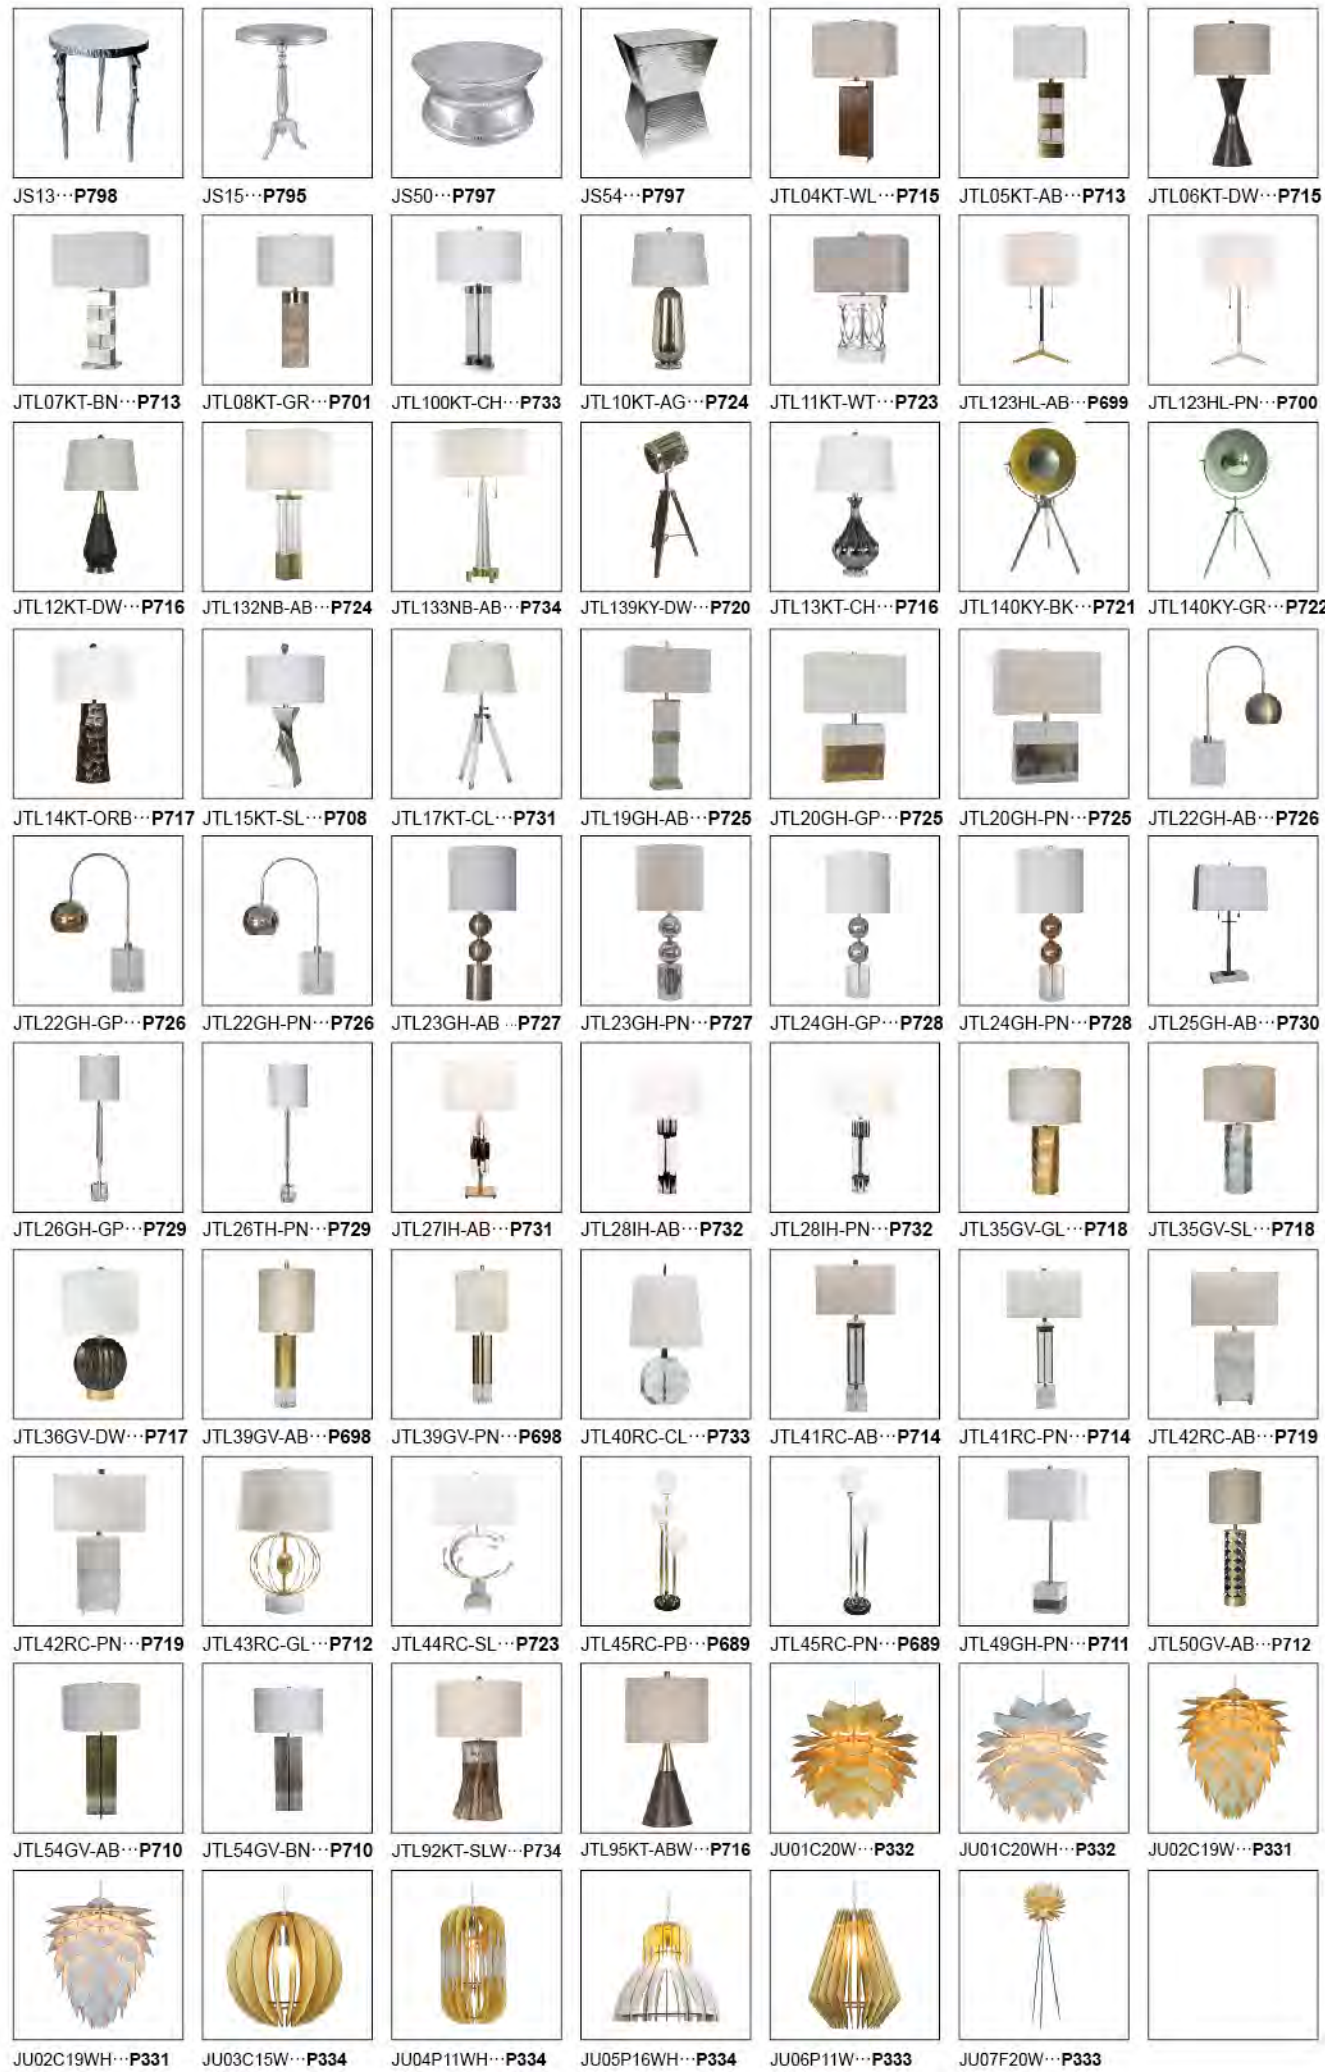 JS13···P798 JS15···P795 JS50···P797 JS54···P797 JTL04KT-WL···P715 JTL05KT-AB···P713 JTL06KT-DW···P715
JTL07KT-BN···P713 JTL08KT-GR···P701 JTL100KT-CH···P733 JTL10KT-AG···P724 JTL11KT-WT···P723 JTL123HL-AB···P699 JTL123HL-PN···P700
JTL12KT-DW···P716 JTL132NB-AB···P724 JTL133NB-AB···P734 JTL139KY-DW···P720 JTL13KT-CH···P716 JTL140KY-BK···P721 JTL140KY-GR···P722
JTL14KT-ORB···P717 JTL15KT-SL···P708 JTL17KT-CL···P731 JTL19GH-AB···P725 JTL20GH-GP···P725 JTL20GH-PN···P725 JTL22GH-AB···P726
JTL22GH-GP···P726 JTL22GH-PN···P726 JTL23GH-AB ···P727 JTL23GH-PN···P727 JTL24GH-GP···P728 JTL24GH-PN···P728 JTL25GH-AB···P730
JTL26GH-GP···P729 JTL26TH-PN···P729 JTL27IH-AB···P731 JTL28IH-AB···P732 JTL28IH-PN···P732 JTL35GV-GL···P718 JTL35GV-SL···P718
JTL36GV-DW···P717 JTL39GV-AB···P698 JTL39GV-PN···P698 JTL40RC-CL···P733 JTL41RC-AB···P714 JTL41RC-PN···P714 JTL42RC-AB···P719
JTL42RC-PN···P719 JTL43RC-GL···P712 JTL44RC-SL···P723 JTL45RC-PB···P689 JTL45RC-PN···P689 JTL49GH-PN···P711 JTL50GV-AB···P712
JTL54GV-AB···P710 JTL54GV-BN···P710 JTL92KT-SLW···P734 JTL95KT-ABW···P716 JU01C20W···P332 JU01C20WH···P332 JU02C19W···P331
JU02C19WH···P331 JU03C15W···P334 JU04P11WH···P334 JU05P16WH···P334 JU06P11W···P333 JU07F20W···P333